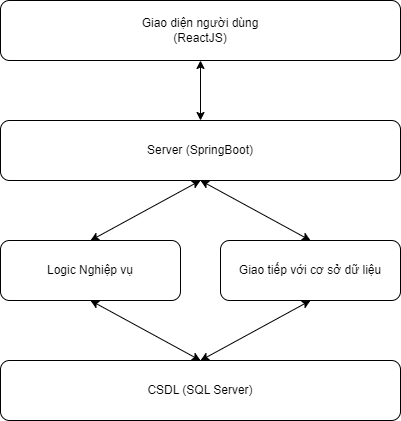 Giao diện người dùng
(ReactJS)
Server (SpringBoot)
Logic Nghiệp vụ
Giao tiếp với cơ sở dữ liệu
CSDL (SQL Server)